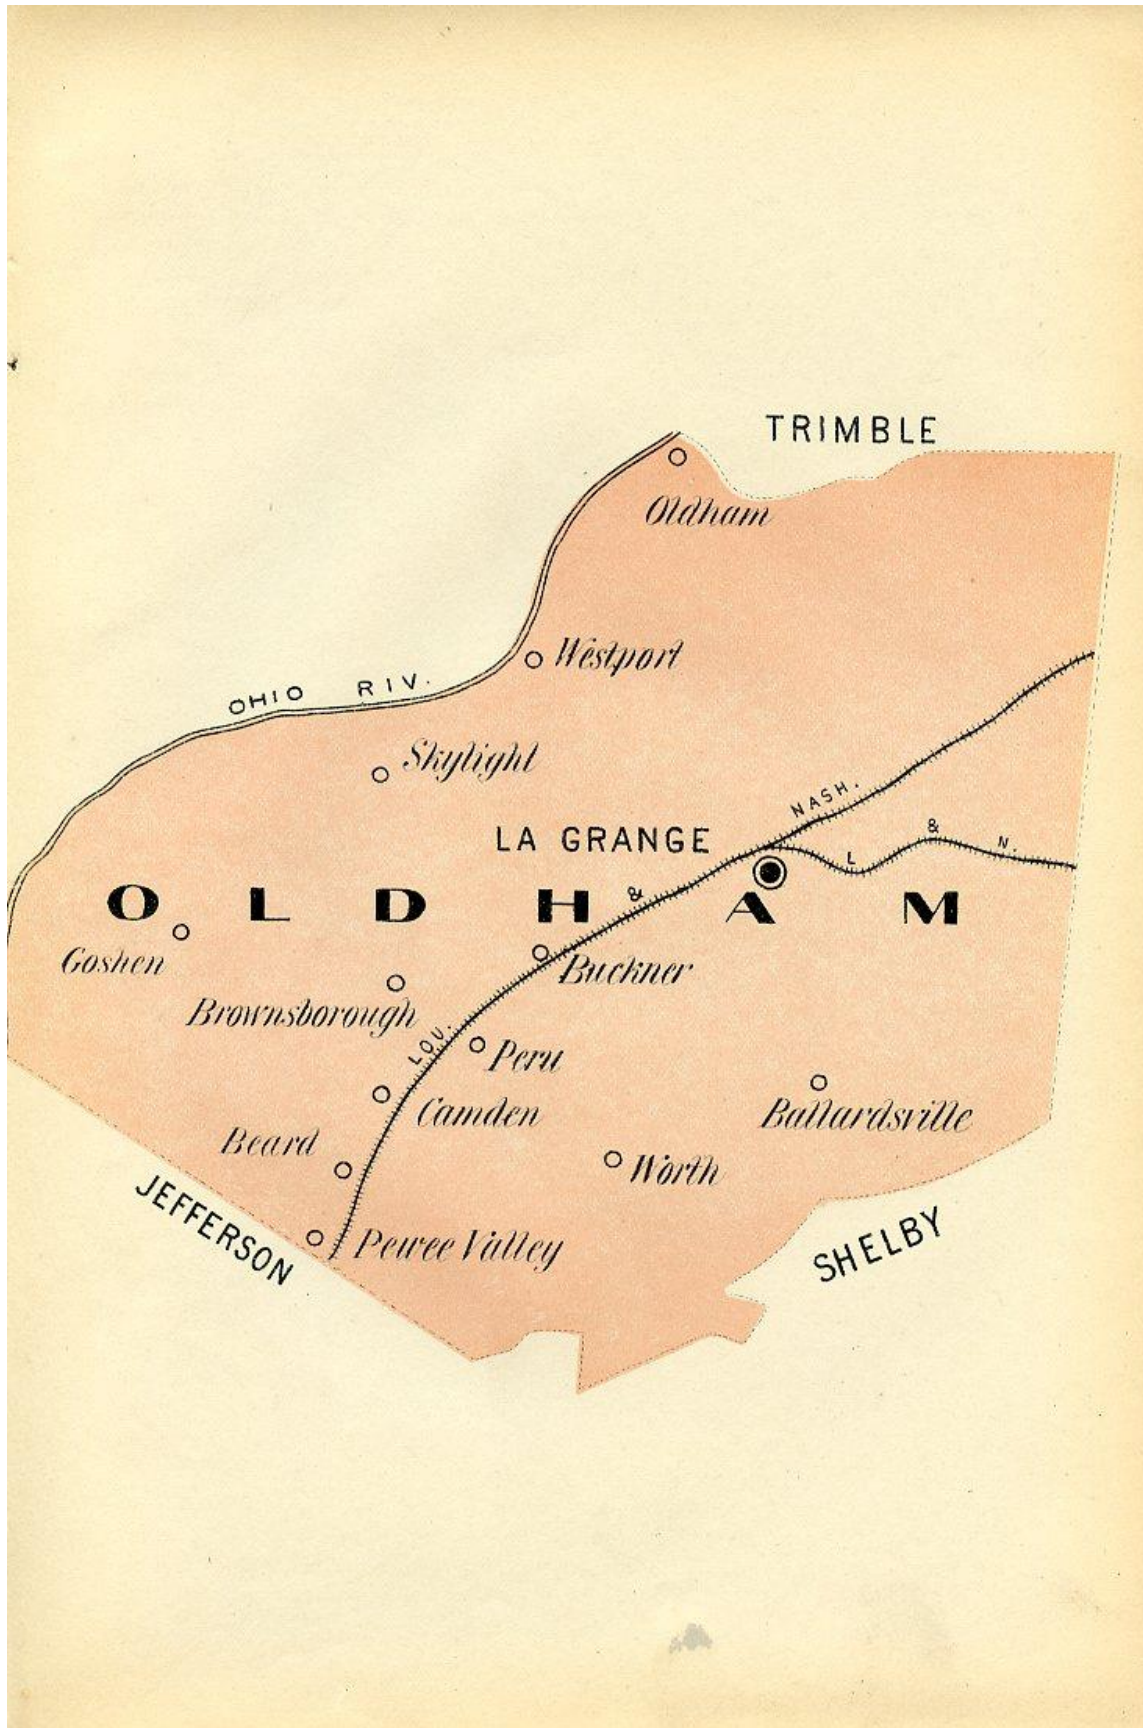 TRIMBLE
Oldham
Westport
OHIO RIV.
Skylight
NASH.
LA GRANGE
& L & N.
OLDHAM
Goshen
Buckner
Brownsborough
LOU.
Peru
Camden
Ballardsville
Beard
Worth
JEFFERSON
Pewee Valley
SHELBY